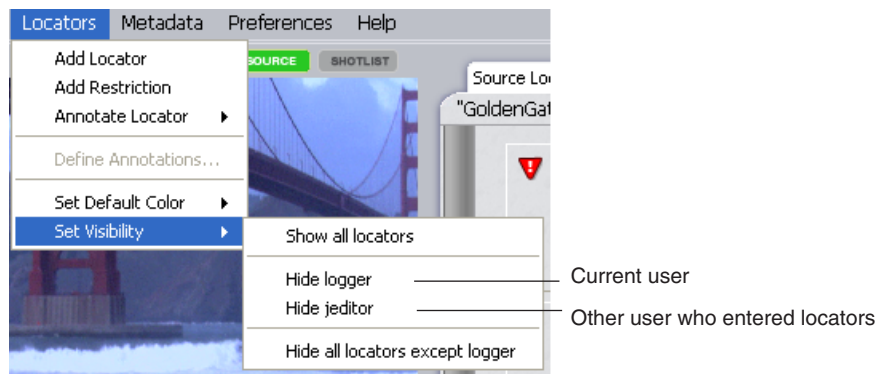 Locators Metadata Preferences Help
Add Locator
Add Restriction
Annotate Locator
Define Annotations...
Set Default Color
Set Visibility
SOURCE SHOTLIST
Source Lo
"GoldenGat
Show all locators
Hide logger
Hide jeditor
Hide all locators except logger
Current user
Other user who entered locators